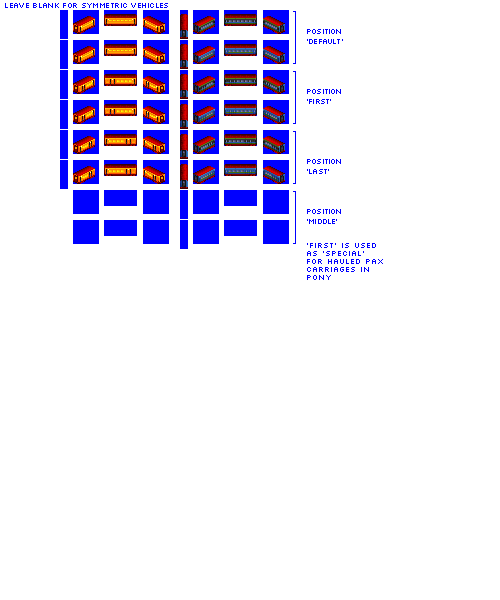 LEAVE BLANK FOR SYMMETRIC VEHICLES
POSITION
'DEFAULT'
POSITION
'FIRST'
POSITION
'LAST'
POSITION
'MIDDLE'
'FIRST' IS USED
AS 'SPECIAL'
FOR HAULED PAX
CARRIAGES IN
PONY